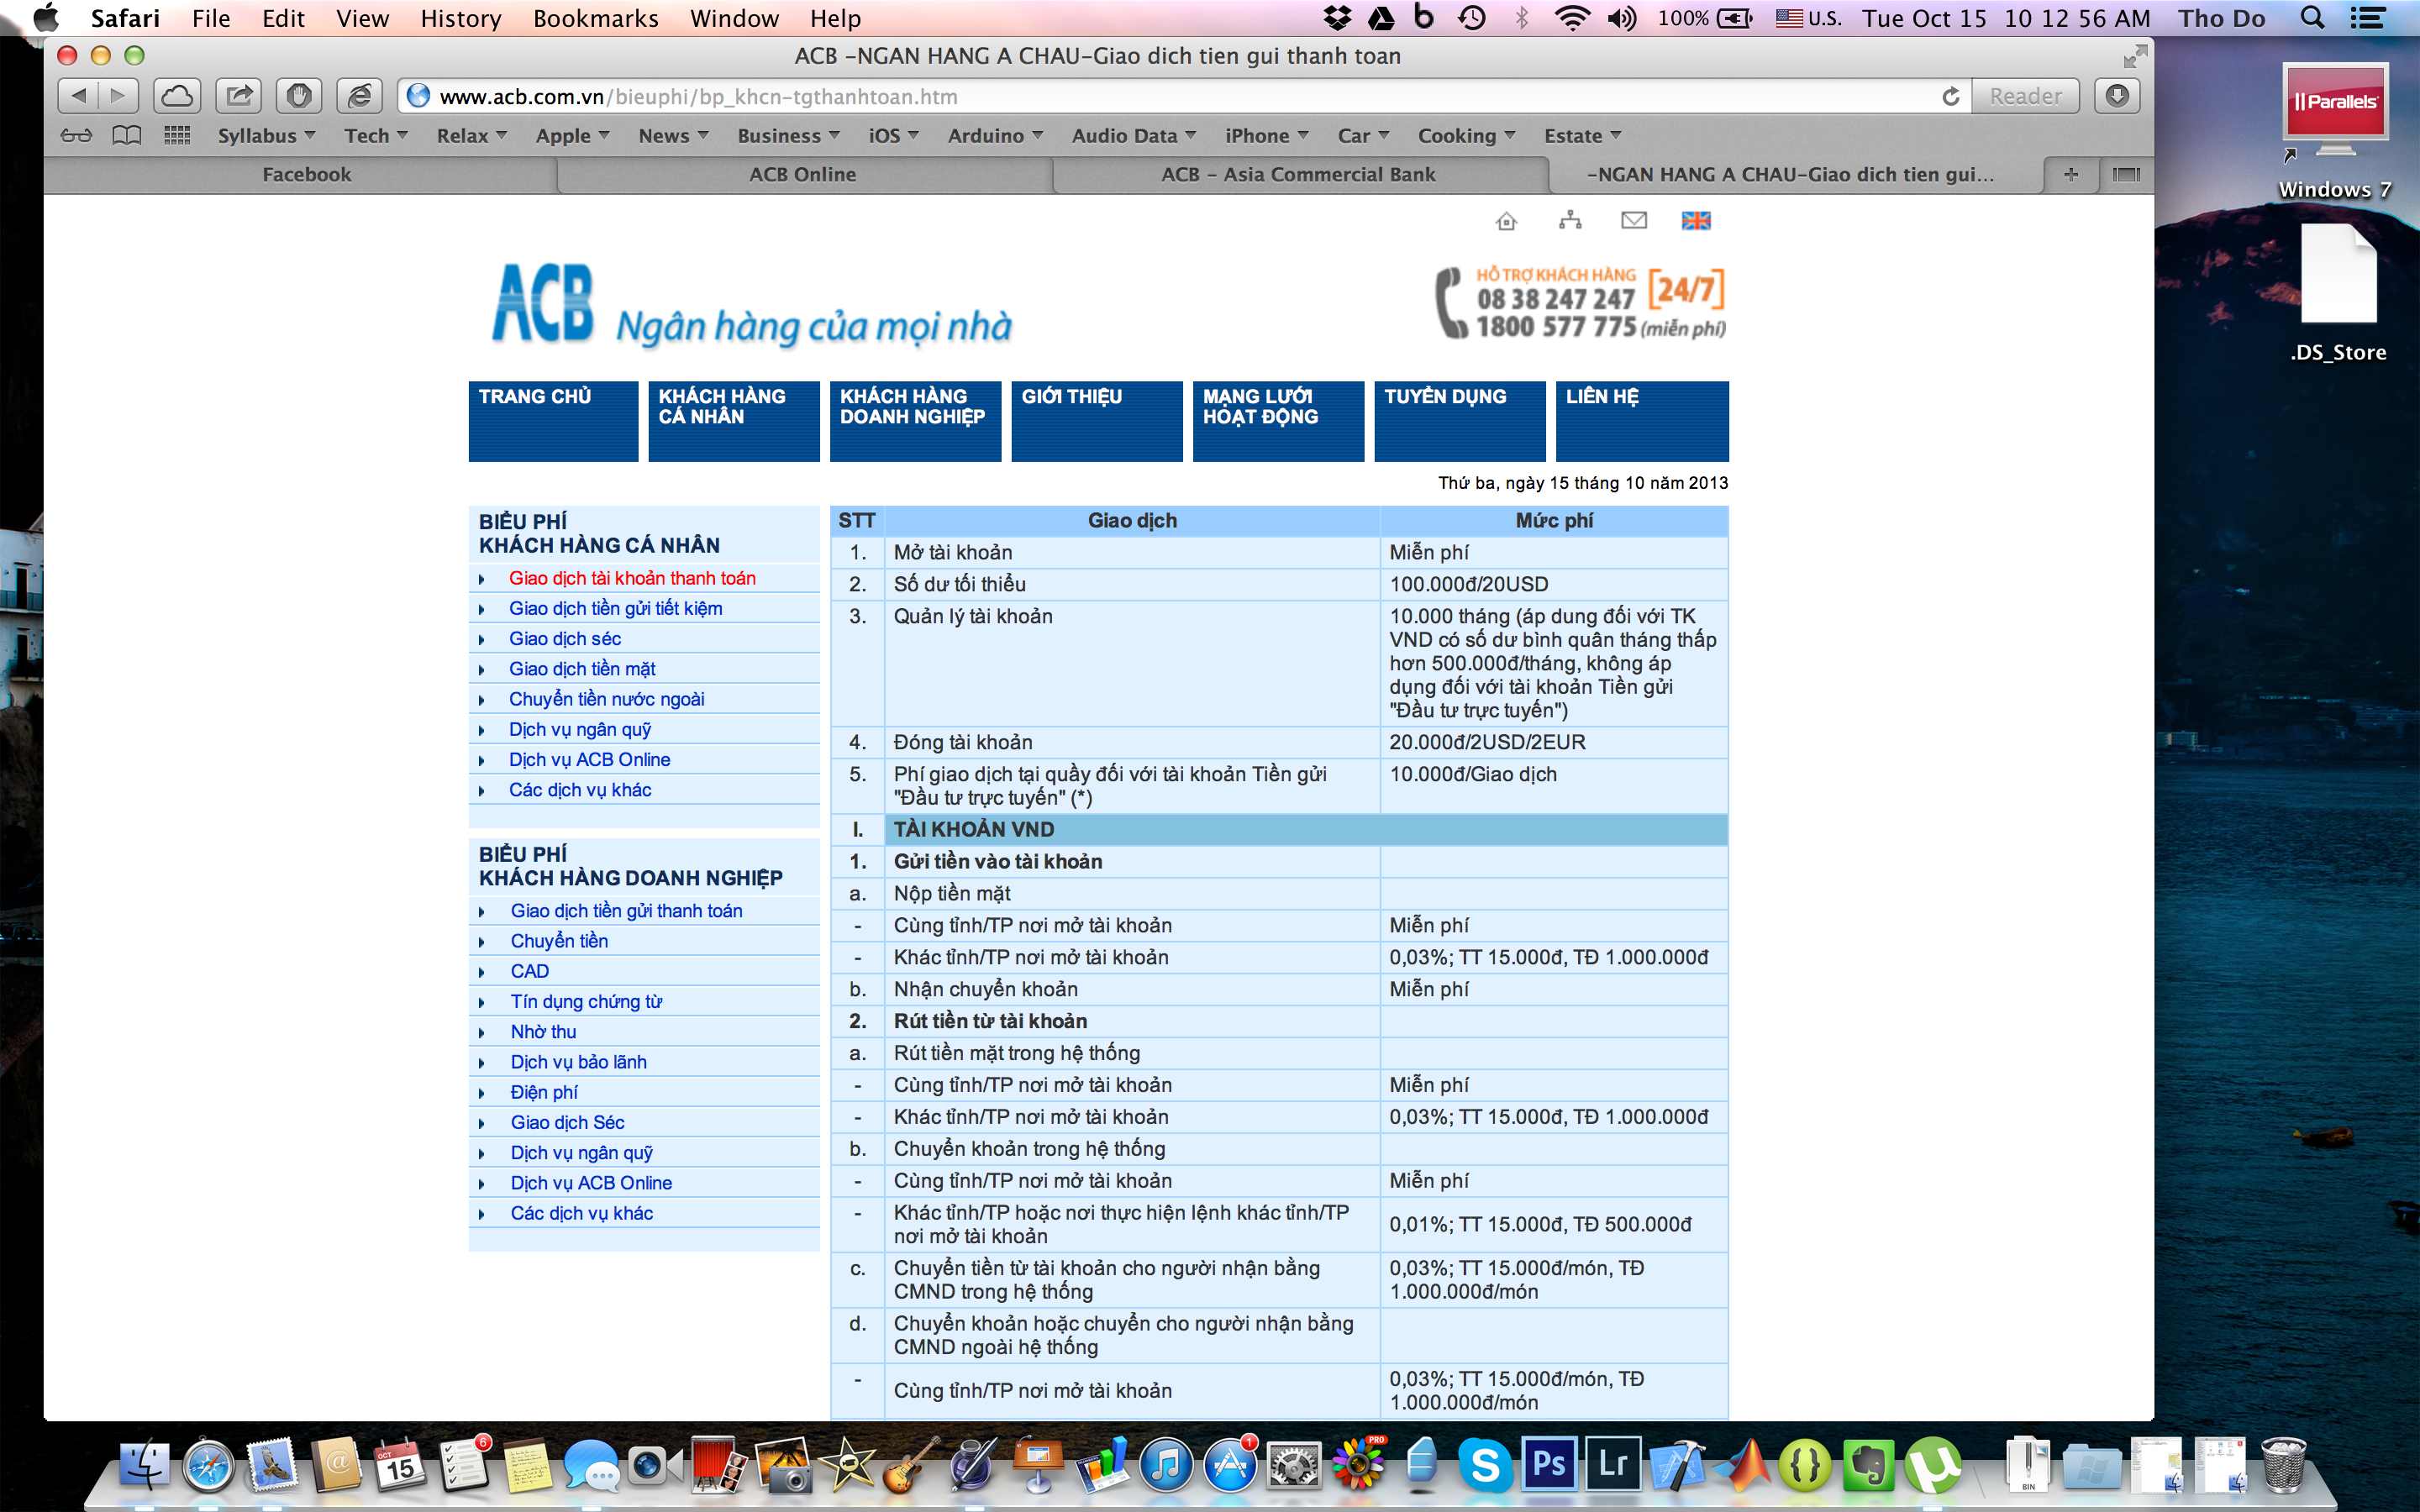 Safari File Edit View History Bookmarks Window Help 100% U.S. Tue Oct 15 10 12 56 AM Tho Do
ACB -NGAN HANG A CHAU-Giao dich tien gui thanh toan
www.acb.com.vn/bieuphi/bp_khcn-tgthanhtoan.htm Reader
Syllabus Tech Relax Apple News Business iOS Arduino Audio Data iPhone Car Cooking Estate
Facebook ACB Online ACB - Asia Commercial Bank -NGAN HANG A CHAU-Giao dich tien gui...
|| Parallels
Windows 7
.DS_Store
ACB Ngân hàng của mọi nhà
HỖ TRỢ KHÁCH HÀNG [24/7]
08 38 247 247
1800 577 775 (miễn phí)
TRANG CHỦ
KHÁCH HÀNG
CÁ NHÂN
KHÁCH HÀNG
DOANH NGHIỆP
GIỚI THIỆU
MẠNG LƯỚI
HOẠT ĐỘNG
TUYỂN DỤNG
LIÊN HỆ
Thứ ba, ngày 15 tháng 10 năm 2013
BIỂU PHÍ
KHÁCH HÀNG CÁ NHÂN
Giao dịch tài khoản thanh toán
Giao dịch tiền gửi tiết kiệm
Giao dịch séc
Giao dịch tiền mặt
Chuyển tiền nước ngoài
Dịch vụ ngân quỹ
Dịch vụ ACB Online
Các dịch vụ khác
BIỂU PHÍ
KHÁCH HÀNG DOANH NGHIỆP
Giao dịch tiền gửi thanh toán
Chuyển tiền
CAD
Tín dụng chứng từ
Nhờ thu
Dịch vụ bảo lãnh
Điện phí
Giao dịch Séc
Dịch vụ ngân quỹ
Dịch vụ ACB Online
Các dịch vụ khác
STT Giao dịch Mức phí
1. Mở tài khoản Miễn phí
2. Số dư tối thiểu 100.000đ/20USD
3. Quản lý tài khoản 10.000 tháng (áp dung đối với TK
VND có số dư bình quân tháng thấp
hơn 500.000đ/tháng, không áp
dụng đối với tài khoản Tiền gửi
"Đầu tư trực tuyến")
4. Đóng tài khoản 20.000đ/2USD/2EUR
5. Phí giao dịch tại quầy đối với tài khoản Tiền gửi 10.000đ/Giao dịch
"Đầu tư trực tuyến" (*)
I. TÀI KHOẢN VND
1. Gửi tiền vào tài khoản
a. Nộp tiền mặt
- Cùng tỉnh/TP nơi mở tài khoản Miễn phí
- Khác tỉnh/TP nơi mở tài khoản 0,03%; TT 15.000đ, TĐ 1.000.000đ
b. Nhận chuyển khoản Miễn phí
2. Rút tiền từ tài khoản
a. Rút tiền mặt trong hệ thống
- Cùng tỉnh/TP nơi mở tài khoản Miễn phí
- Khác tỉnh/TP nơi mở tài khoản 0,03%; TT 15.000đ, TĐ 1.000.000đ
b. Chuyển khoản trong hệ thống
- Cùng tỉnh/TP nơi mở tài khoản Miễn phí
- Khác tỉnh/TP hoặc nơi thực hiện lệnh khác tỉnh/TP 0,01%; TT 15.000đ, TĐ 500.000đ
nơi mở tài khoản
c. Chuyển tiền từ tài khoản cho người nhận bằng 0,03%; TT 15.000đ/món, TĐ
CMND trong hệ thống 1.000.000đ/món
d. Chuyển khoản hoặc chuyển cho người nhận bằng
CMND ngoài hệ thống
- Cùng tỉnh/TP nơi mở tài khoản 0,03%; TT 15.000đ/món, TĐ
1.000.000đ/món
OCT 15 6 1 PRO S Ps Lr BIN